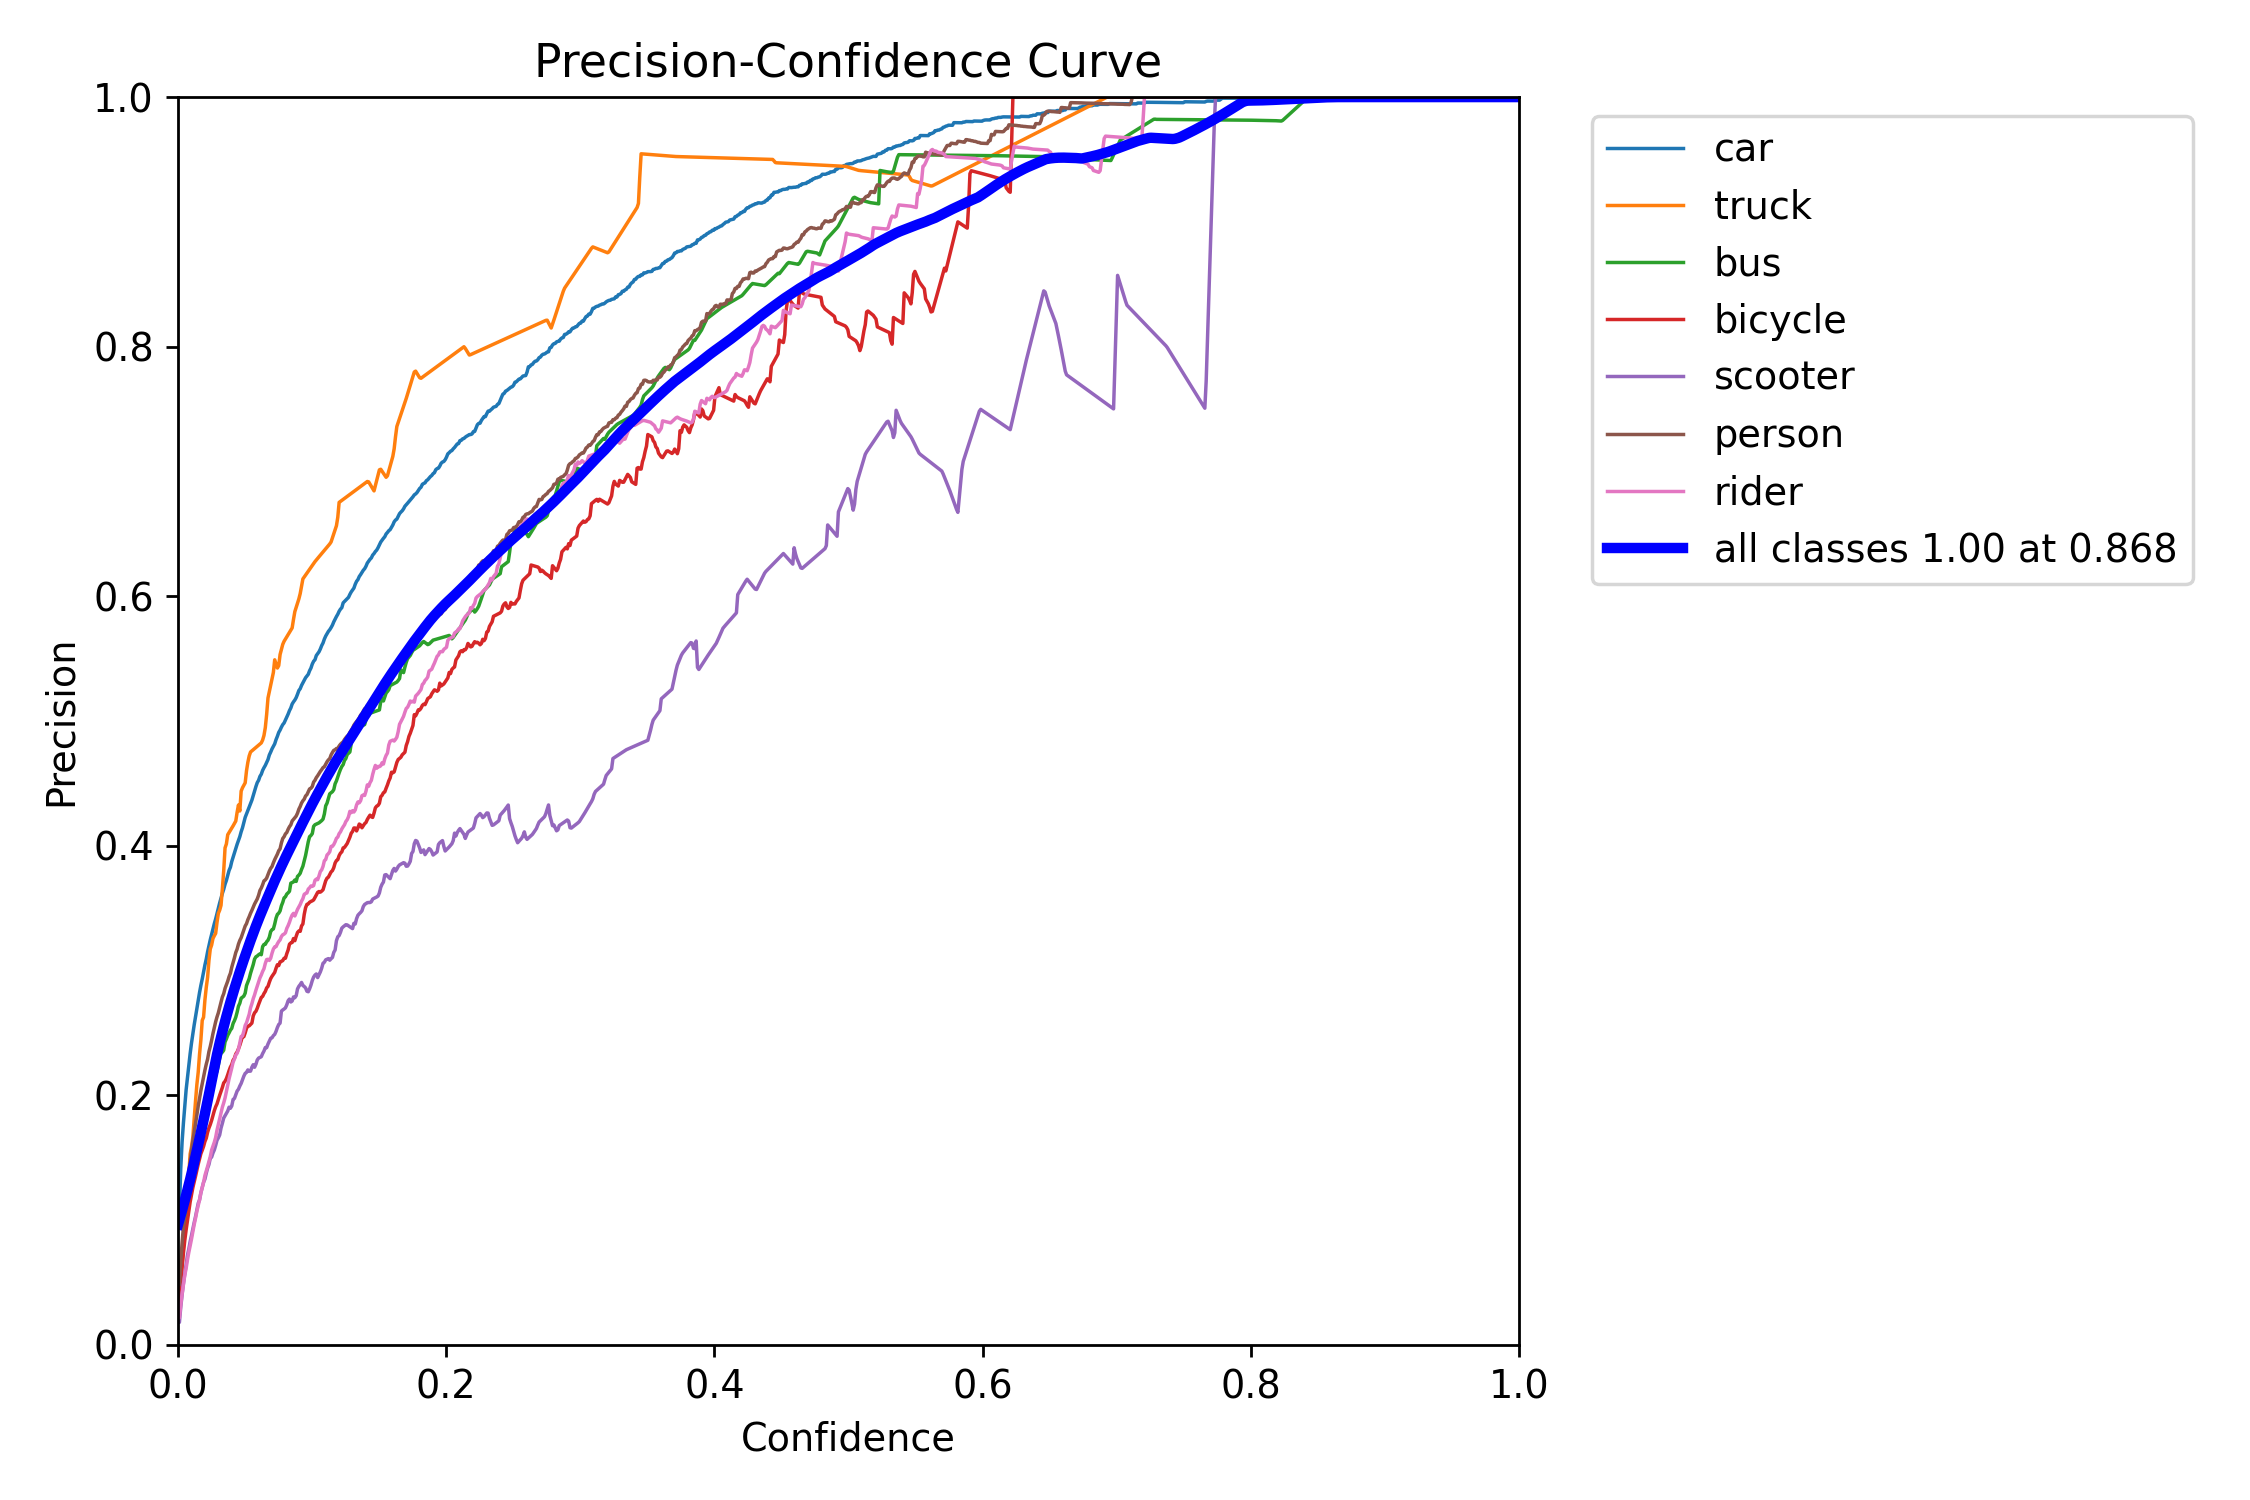 Precision-Confidence Curve
1.0
0.8
0.6
0.4
0.2
0.0
Precision
0.0 0.2 0.4 0.6 0.8 1.0
Confidence
car
truck
bus
bicycle
scooter
person
rider
all classes 1.00 at 0.868